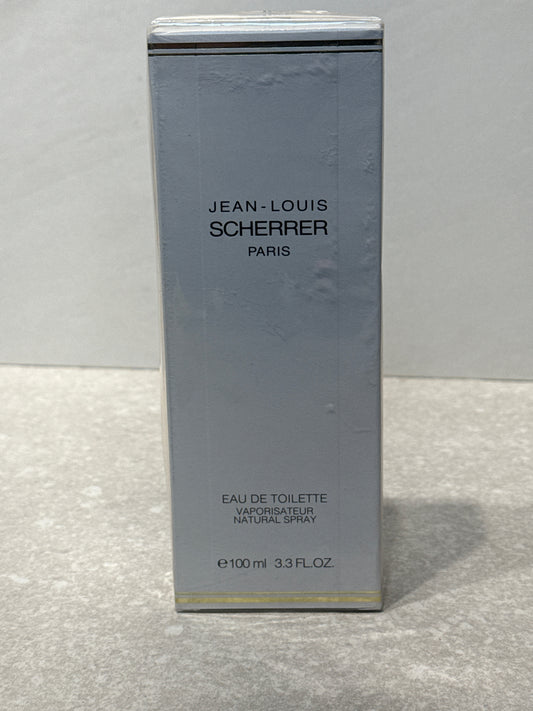 JEAN-LOUIS
SCHERRER
PARIS
EAU DE TOILETTE
VAPORISATEUR
NATURAL SPRAY
℮100 ml 3.3 FL.OZ.